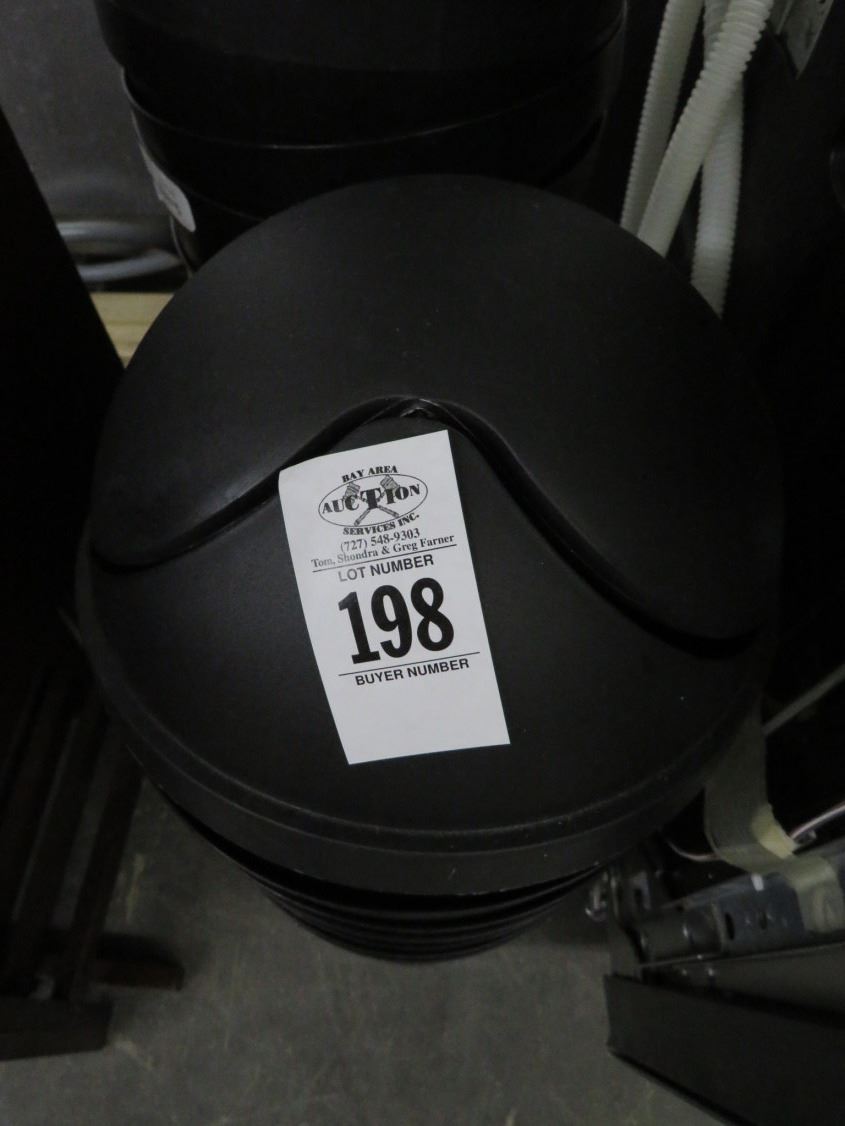 BAY AREA
AUCTION
SERVICES INC.
(727) 548-9303
Tom, Shondra & Greg Farner
LOT NUMBER
198
BUYER NUMBER